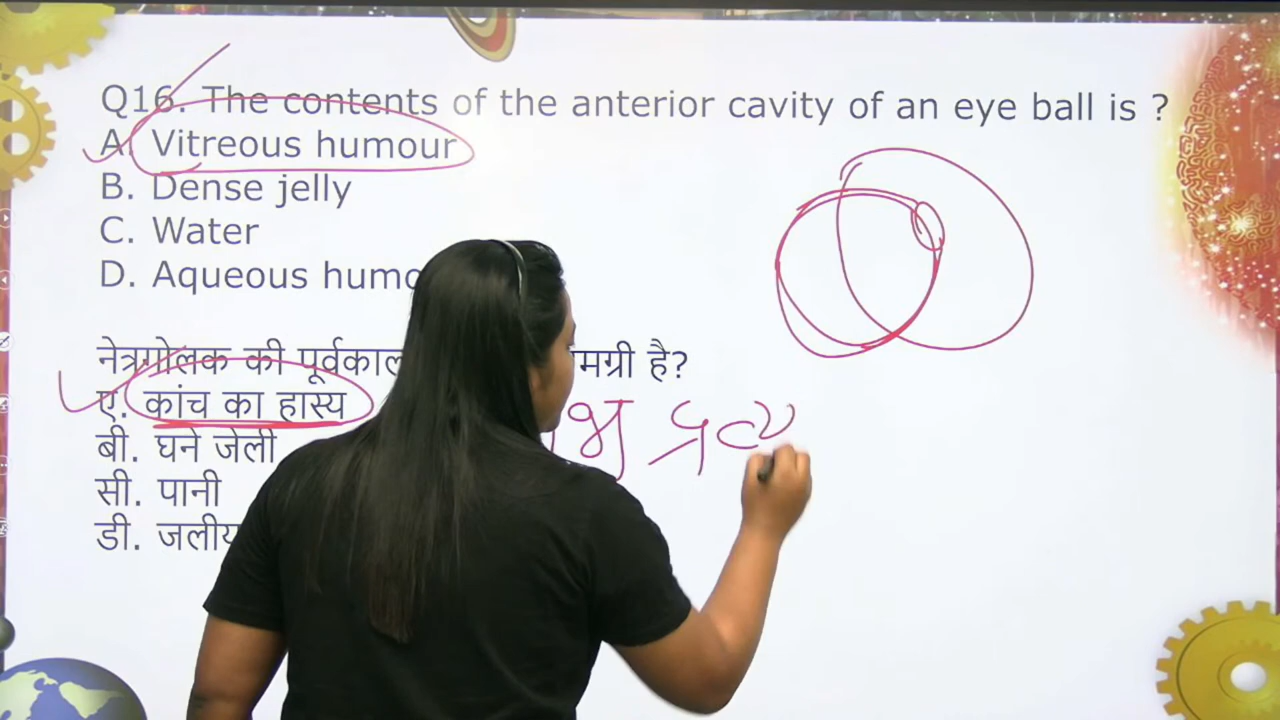 Q16. The contents of the anterior cavity of an eye ball is ?
A. Vitreous humour
B. Dense jelly
C. Water
D. Aqueous humo
नेत्रगोलक की पूर्वकाल मग्री है?
ए. कांच का हास्य
बी. घने जेली
सी. पानी
डी. जलीय